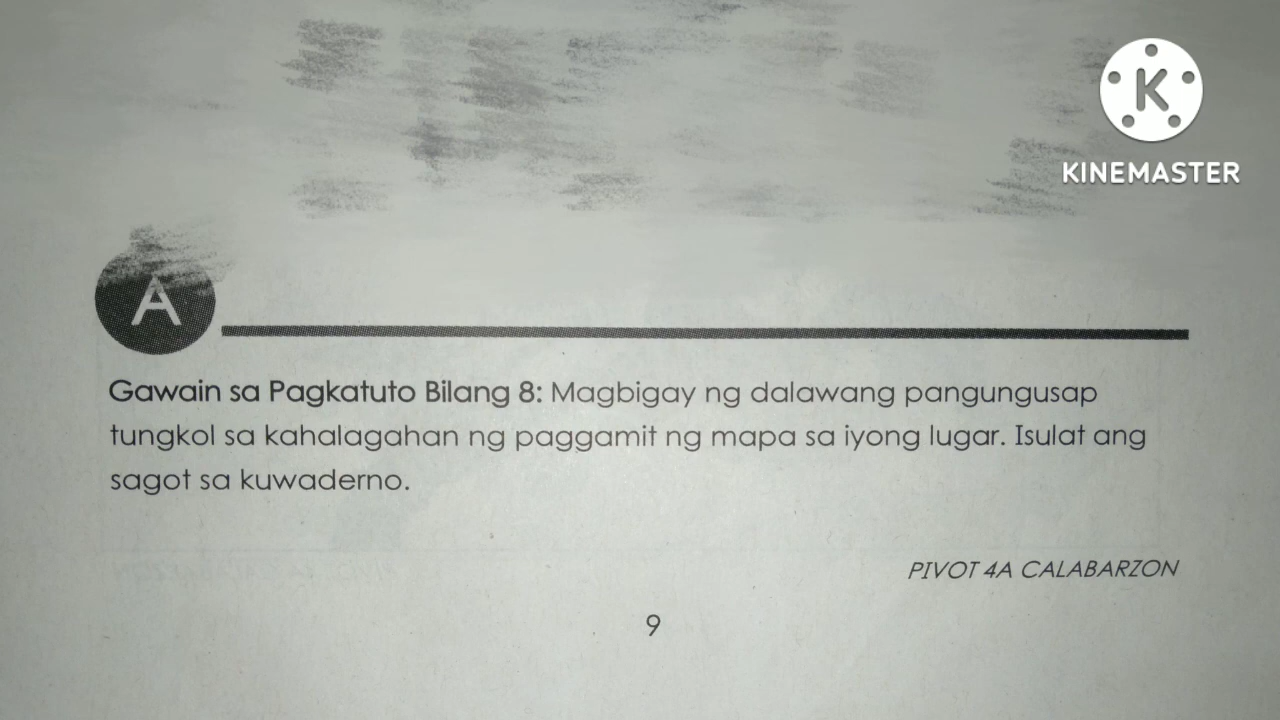 K
KINEMASTER
A
Gawain sa Pagkatuto Bilang 8: Magbigay ng dalawang pangungusap
tungkol sa kahalagahan ng paggamit ng mapa sa iyong lugar. Isulat ang
sagot sa kuwaderno.
PIVOT 4A CALABARZON
9